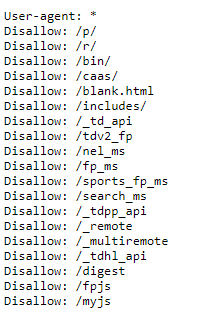 User-agent: *
Disallow: /p/
Disallow: /r/
Disallow: /bin/
Disallow: /caas/
Disallow: /blank.html
Disallow: /includes/
Disallow: /_td_api
Disallow: /tdv2_fp
Disallow: /nel_ms
Disallow: /fp_ms
Disallow: /sports_fp_ms
Disallow: /search_ms
Disallow: /_tdpp_api
Disallow: /_remote
Disallow: /_multiremote
Disallow: /_tdhl_api
Disallow: /digest
Disallow: /fpjs
Disallow: /myjs